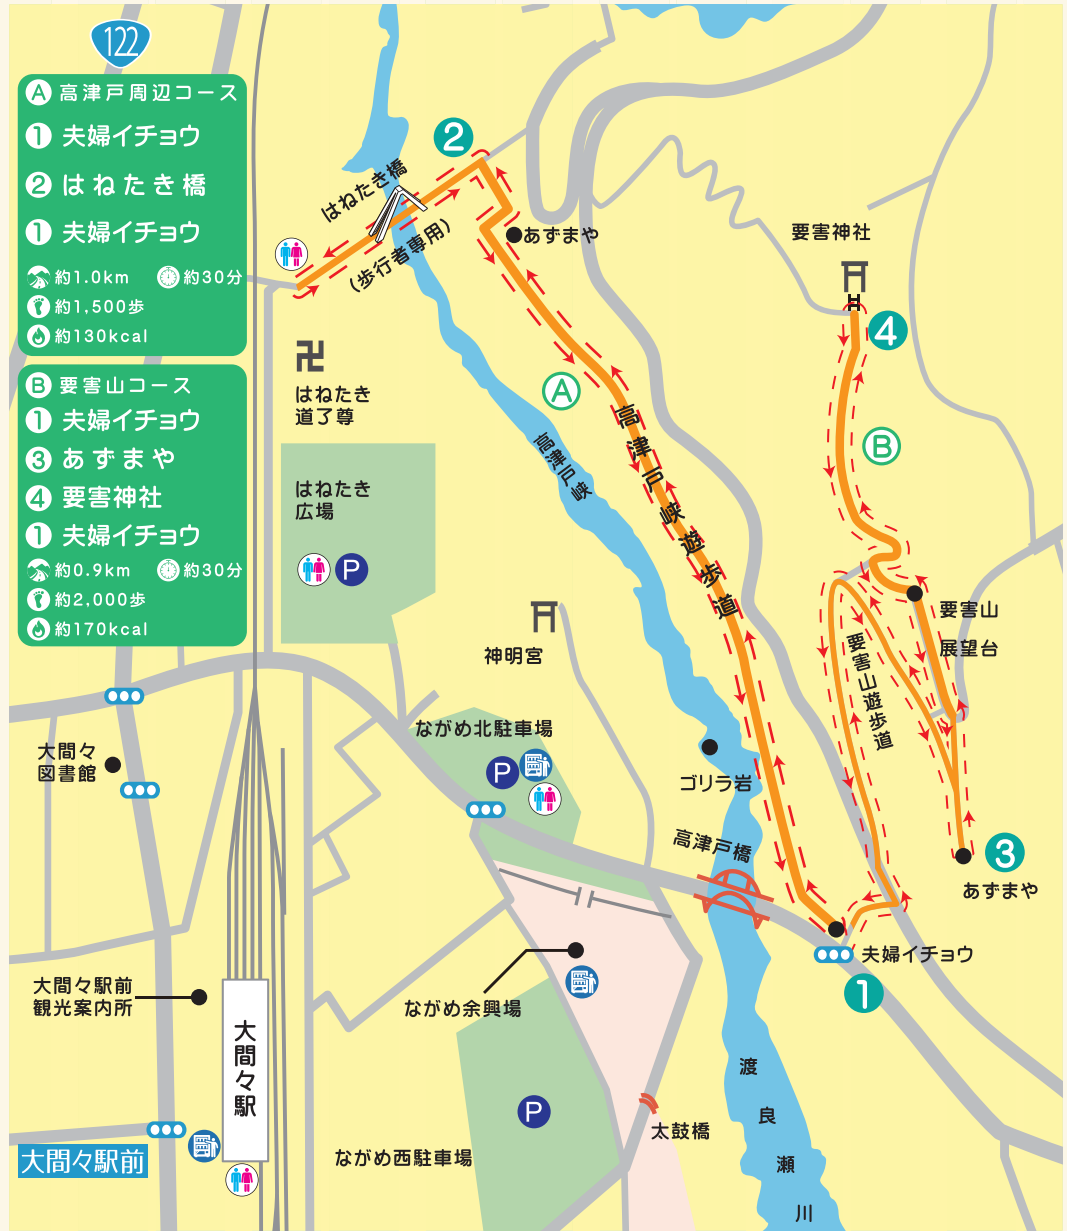 122
A 高津戸周辺コース
1 夫婦イチョウ
2 はねたき橋
1 夫婦イチョウ
約1.0km 約30分
約1,500歩
約130kcal
B 要害山コース
1 夫婦イチョウ
3 あずまや
4 要害神社
1 夫婦イチョウ
約0.9km 約30分
約2,000歩
約170kcal
2
はねたき橋
(歩行者専用)
あずまや
要害神社
4
A
B
卍
はねたき
道了尊
高津戸峡
高津戸峡遊歩道
はねたき
広場
P
要害山
展望台
神明宮
要害山遊歩道
ながめ北駐車場
P
大間々
図書館
ゴリラ岩
高津戸橋
3
あずまや
夫婦イチョウ
1
大間々駅前
観光案内所
ながめ余興場
大間々駅
渡良瀬川
P
太鼓橋
ながめ西駐車場
大間々駅前